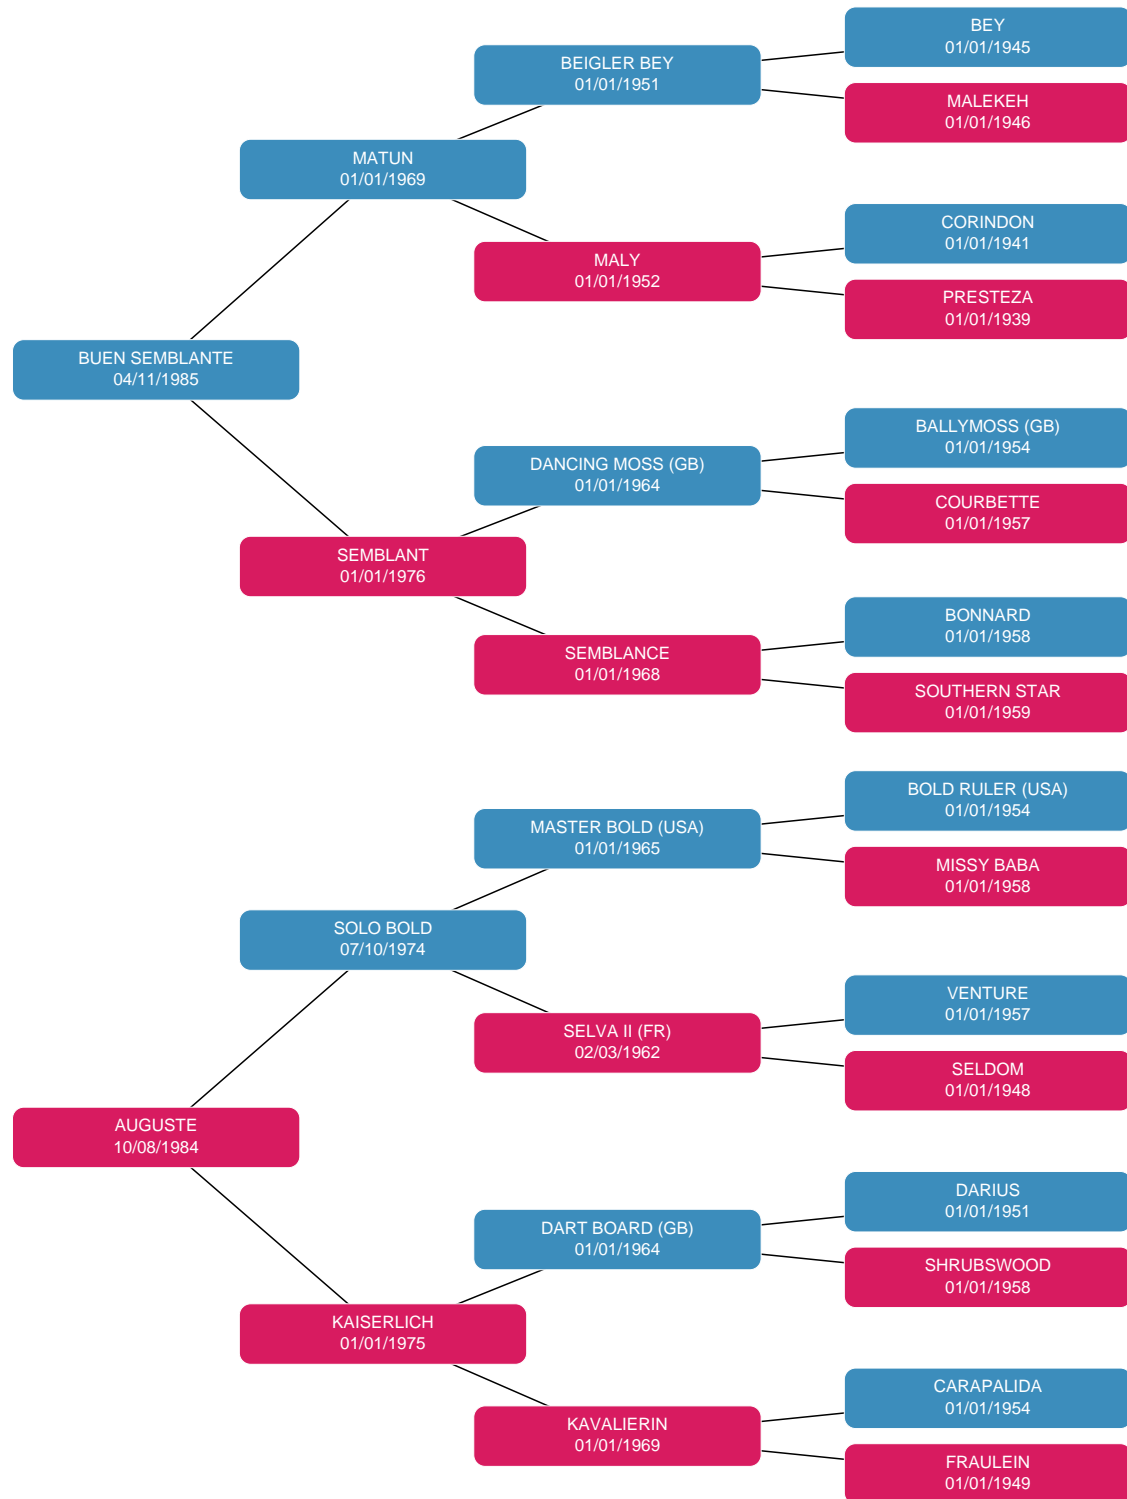 BEY
01/01/1945
BEIGLER BEY
01/01/1951
MALEKEH
01/01/1946
MATUN
01/01/1969
CORINDON
01/01/1941
MALY
01/01/1952
PRESTEZA
01/01/1939
BUEN SEMBLANTE
04/11/1985
BALLYMOSS (GB)
01/01/1954
DANCING MOSS (GB)
01/01/1964
COURBETTE
01/01/1957
SEMBLANT
01/01/1976
BONNARD
01/01/1958
SEMBLANCE
01/01/1968
SOUTHERN STAR
01/01/1959
BOLD RULER (USA)
01/01/1954
MASTER BOLD (USA)
01/01/1965
MISSY BABA
01/01/1958
SOLO BOLD
07/10/1974
VENTURE
01/01/1957
SELVA II (FR)
02/03/1962
SELDOM
01/01/1948
AUGUSTE
10/08/1984
DARIUS
01/01/1951
DART BOARD (GB)
01/01/1964
SHRUBSWOOD
01/01/1958
KAISERLICH
01/01/1975
CARAPALIDA
01/01/1954
KAVALIERIN
01/01/1969
FRAULEIN
01/01/1949